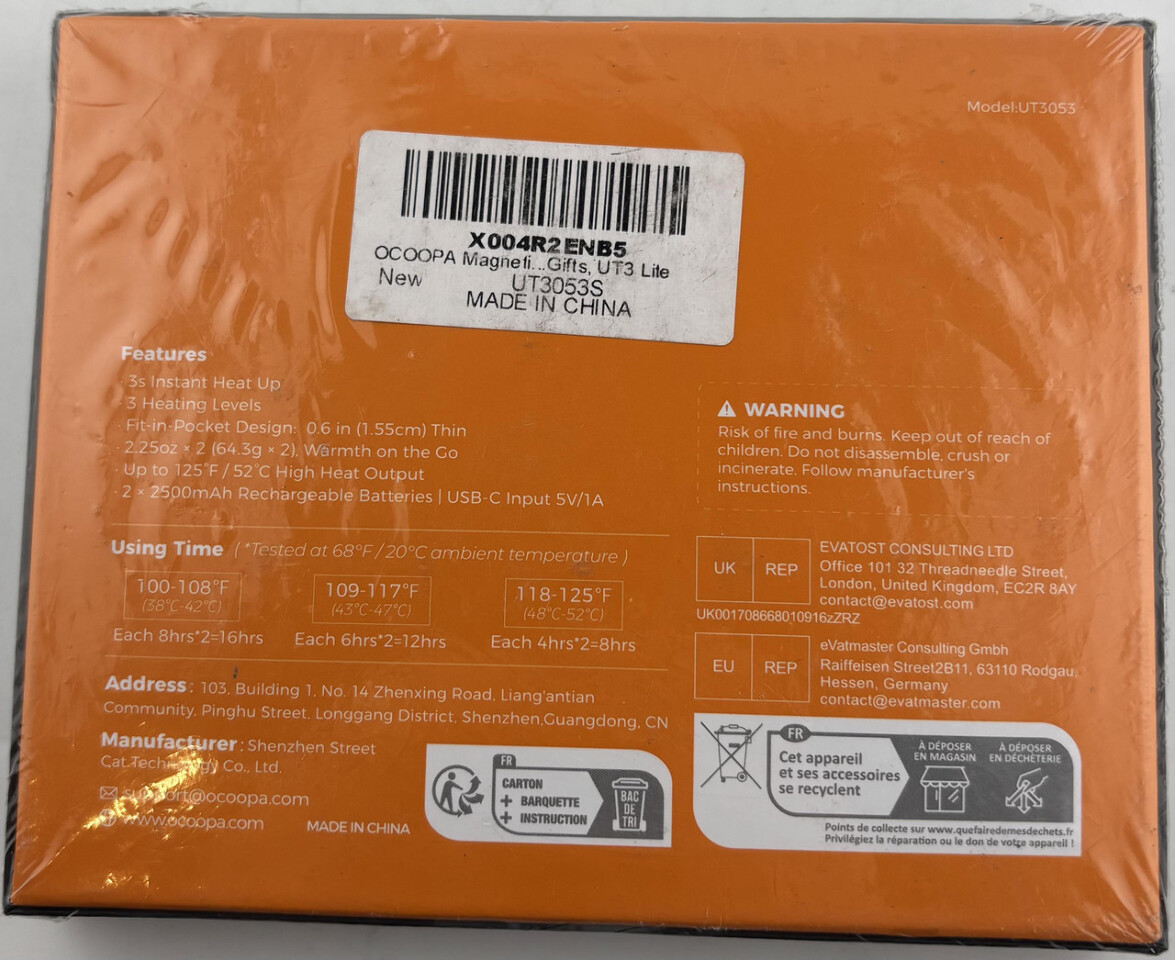 Model:UT3053
X004R2ENB5
OCOOPA Magneti...Gifts, UT3 Lite
New
UT3053S
MADE IN CHINA
Features
· 3s Instant Heat Up
· 3 Heating Levels
· Fit-in-Pocket Design: 0.6 in (1.55cm) Thin
· 2.25oz × 2 (64.3g × 2), Warmth on the Go
· Up to 125°F / 52°C High Heat Output
· 2 × 2500mAh Rechargeable Batteries | USB-C Input 5V/1A
WARNING
Risk of fire and burns. Keep out of reach of
children. Do not disassemble, crush or
incinerate. Follow manufacturer's
instructions.
Using Time ( *Tested at 68°F / 20°C ambient temperature )
100-108°F
(38°C-42°C)
Each 8hrs*2=16hrs
109-117°F
(43°C-47°C)
Each 6hrs*2=12hrs
118-125°F
(48°C-52°C)
Each 4hrs*2=8hrs
UK REP
EVATOST CONSULTING LTD
Office 101 32 Threadneedle Street,
London, United Kingdom, EC2R 8AY
contact@evatost.com
UK001708668010916zZRZ
EU REP
eVatmaster Consulting Gmbh
Raiffeisen Street2B11, 63110 Rodgau,
Hessen, Germany
contact@evatmaster.com
Address : 103, Building 1, No. 14 Zhenxing Road, Liang'antian
Community, Pinghu Street, Longgang District, Shenzhen,Guangdong, CN
Manufacturer : Shenzhen Street
Cat Technology Co., Ltd.
support@ocoopa.com
www.ocoopa.com
MADE IN CHINA
FR
CARTON
+ BARQUETTE
+ INSTRUCTION
BAC
DE
TRI
FR
Cet appareil
et ses accessoires
se recyclent
À DÉPOSER
EN MAGASIN
À DÉPOSER
EN DÉCHÈTERIE
Points de collecte sur www.quefairedemesdechets.fr
Privilégiez la réparation ou le don de votre appareil !